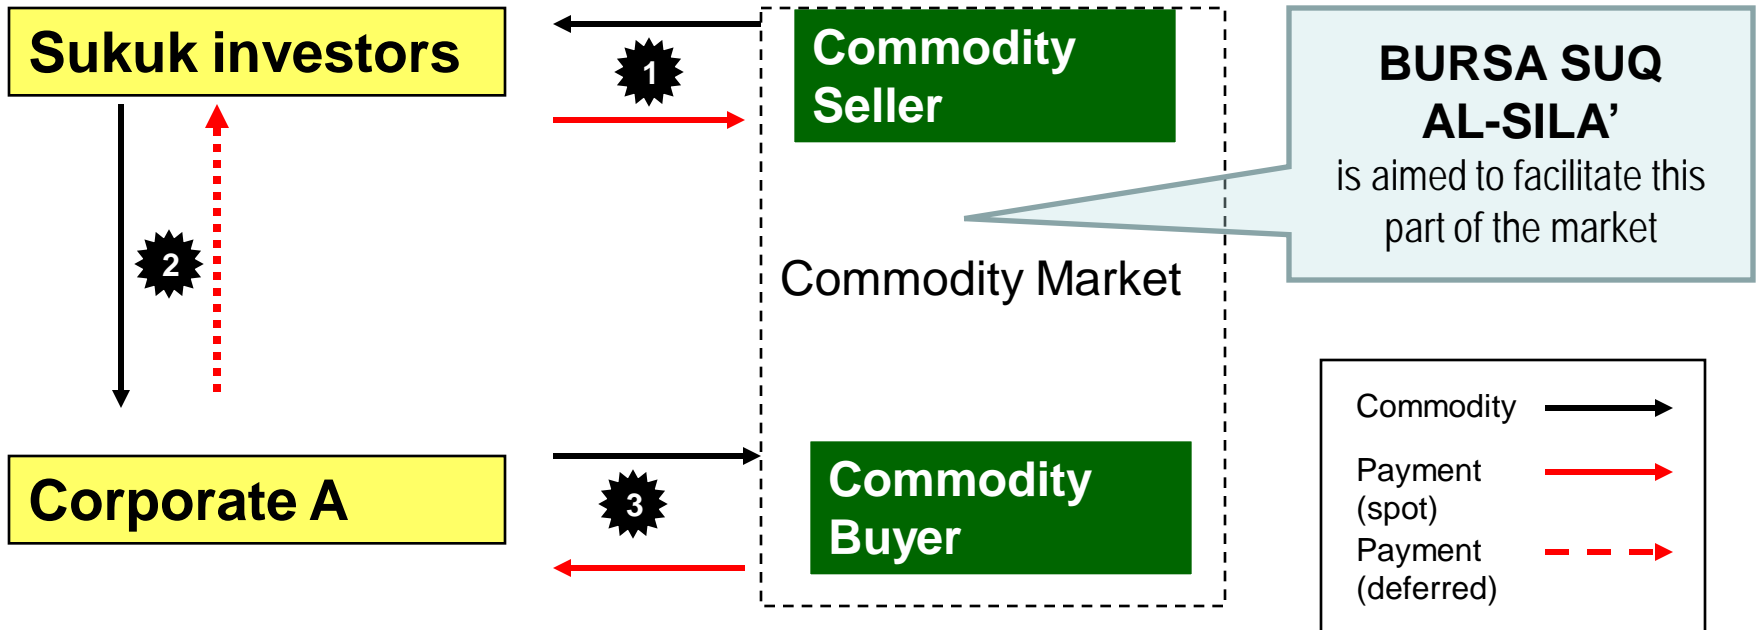 Sukuk investors
1
Commodity
Seller
BURSA SUQ
AL-SILA’
is aimed to facilitate this
part of the market
2
Commodity Market
Corporate A
3
Commodity
Buyer
Commodity
Payment
(spot)
Payment
(deferred)